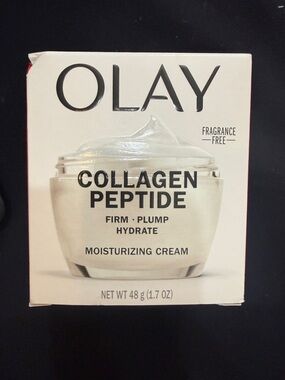 OLAY
FRAGRANCE
FREE
COLLAGEN
PEPTIDE
FIRM · PLUMP
HYDRATE
MOISTURIZING CREAM
NET WT 48 g (1.7 OZ)